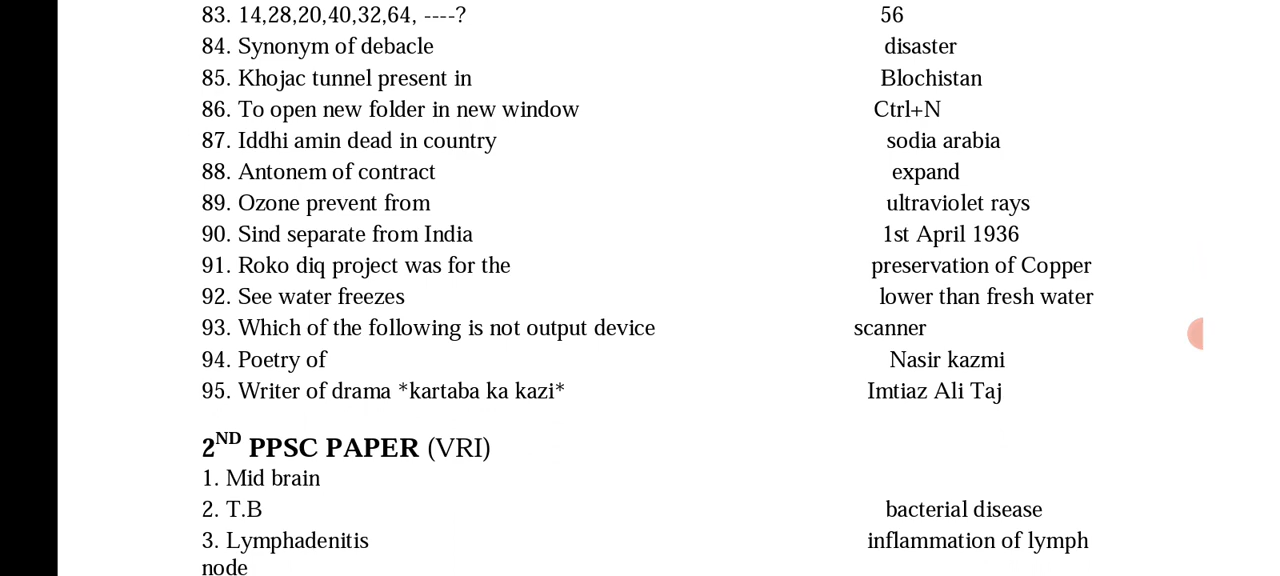 83. 14,28,20,40,32,64, ----? 56
84. Synonym of debacle disaster
85. Khojac tunnel present in Blochistan
86. To open new folder in new window Ctrl+N
87. Iddhi amin dead in country sodia arabia
88. Antonem of contract expand
89. Ozone prevent from ultraviolet rays
90. Sind separate from India 1st April 1936
91. Roko diq project was for the preservation of Copper
92. See water freezes lower than fresh water
93. Which of the following is not output device scanner
94. Poetry of Nasir kazmi
95. Writer of drama *kartaba ka kazi* Imtiaz Ali Taj
2ND PPSC PAPER (VRI)
1. Mid brain
2. T.B bacterial disease
3. Lymphadenitis inflammation of lymph
node